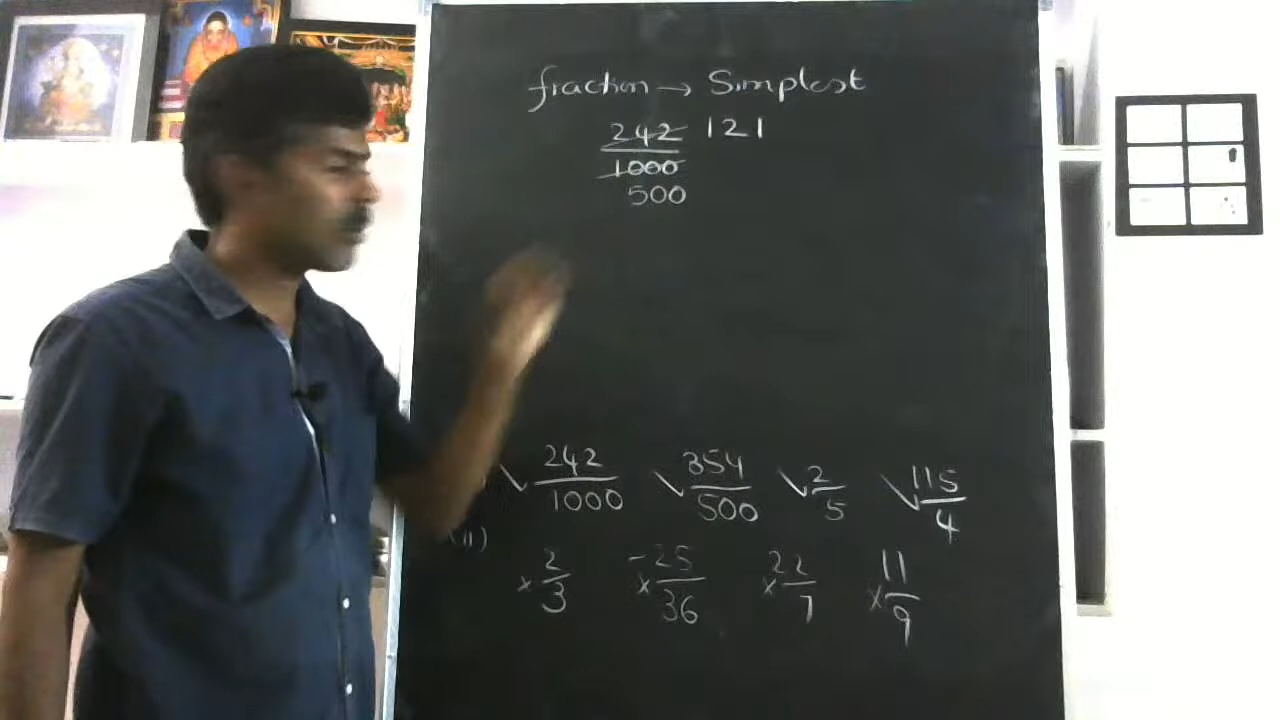 fraction → Simplest
242 121
1000
500
√ 242/1000 √ 354/500 √ 2/5 √ 115/4
ii)
× 2/3 × -25/36 × 22/7 × 11/9